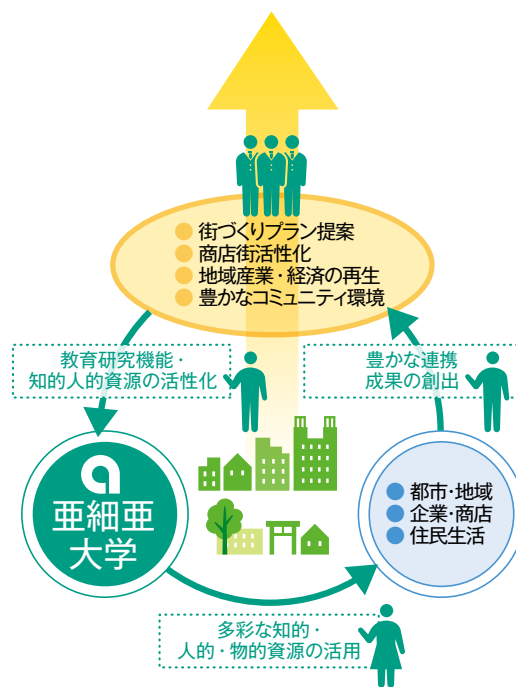 街づくりプラン提案
商店街活性化
地域産業・経済の再生
豊かなコミュニティ環境
教育研究機能・
知的人的資源の活性化
豊かな連携
成果の創出
亜細亜
大学
都市・地域
企業・商店
住民生活
多彩な知的・
人的・物的資源の活用